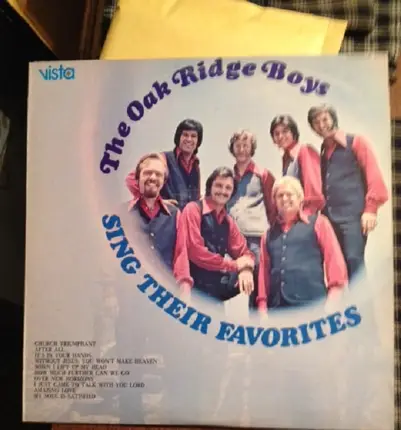 vista
The Oak Ridge Boys
SING THEIR FAVORITES
CHURCH TRIUMPHANT
AFTER ALL
IT'S IN YOUR HANDS
WITHOUT JESUS YOU WON'T MAKE HEAVEN
WHEN I LIFT UP MY HEAD
HOW MUCH FURTHER CAN WE GO
OVER NEW HORIZONS
I JUST CAME TO TALK WITH YOU LORD
AMAZING LOVE
MY SOUL IS SATISFIED